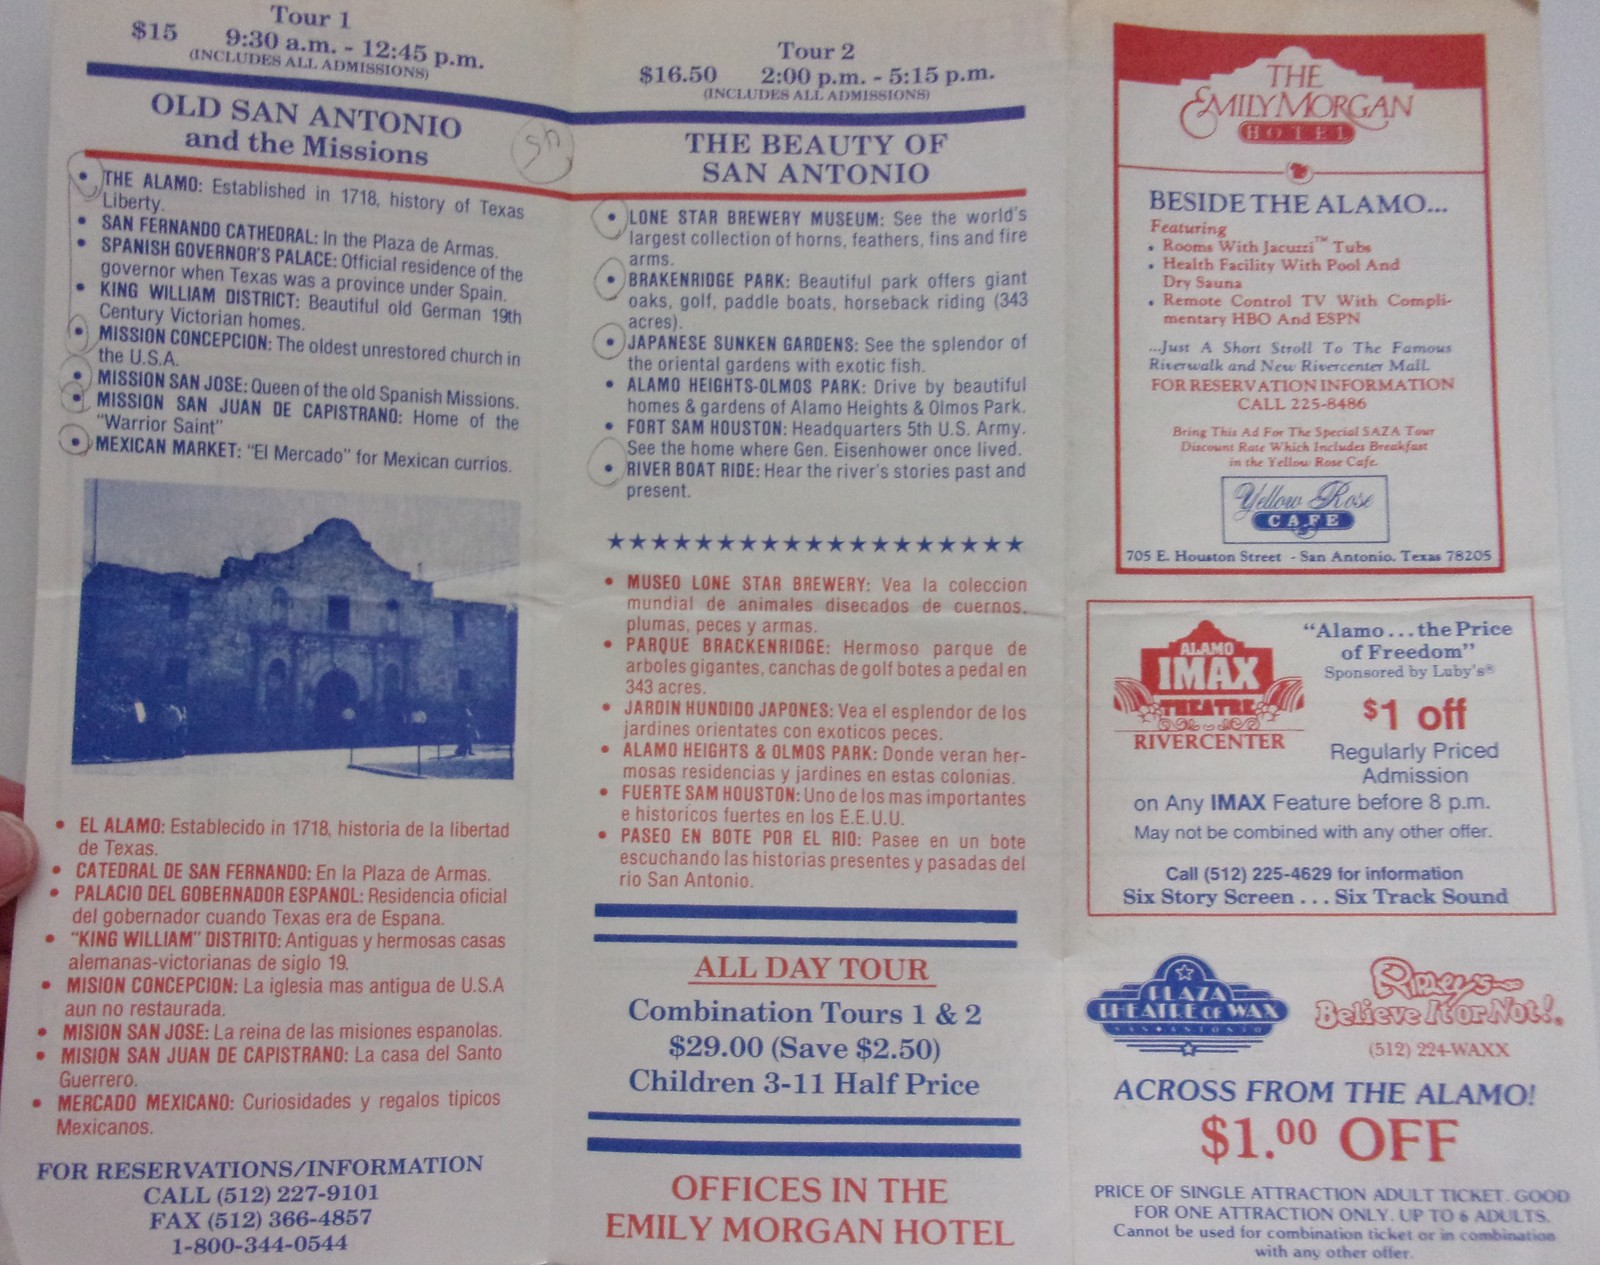 Tour 1
$15 9:30 a.m. - 12:45 p.m.
(INCLUDES ALL ADMISSIONS)
OLD SAN ANTONIO
and the Missions
• THE ALAMO: Established in 1718, history of Texas
Liberty.
• SAN FERNANDO CATHEDRAL: In the Plaza de Armas.
• SPANISH GOVERNOR'S PALACE: Official residence of the
governor when Texas was a province under Spain.
• KING WILLIAM DISTRICT: Beautiful old German 19th
Century Victorian homes.
• MISSION CONCEPCION: The oldest unrestored church in
the U.S.A.
• MISSION SAN JOSE: Queen of the old Spanish Missions.
• MISSION SAN JUAN DE CAPISTRANO: Home of the
"Warrior Saint"
• MEXICAN MARKET: "El Mercado" for Mexican currios.
• EL ALAMO: Establecido in 1718, historia de la libertad
de Texas.
• CATEDRAL DE SAN FERNANDO: En la Plaza de Armas.
• PALACIO DEL GOBERNADOR ESPANOL: Residencia oficial
del gobernador cuando Texas era de Espana.
• "KING WILLIAM" DISTRITO: Antiguas y hermosas casas
alemanas-victorianas de siglo 19.
• MISION CONCEPCION: La iglesia mas antigua de U.S.A
aun no restaurada.
• MISION SAN JOSE: La reina de las misiones espanolas.
• MISION SAN JUAN DE CAPISTRANO: La casa del Santo
Guerrero.
• MERCADO MEXICANO: Curiosidades y regalos tipicos
Mexicanos.
FOR RESERVATIONS/INFORMATION
CALL (512) 227-9101
FAX (512) 366-4857
1-800-344-0544
Tour 2
$16.50 2:00 p.m. - 5:15 p.m.
(INCLUDES ALL ADMISSIONS)
THE BEAUTY OF
SAN ANTONIO
• LONE STAR BREWERY MUSEUM: See the world's
largest collection of horns, feathers, fins and fire
arms.
• BRAKENRIDGE PARK: Beautiful park offers giant
oaks, golf, paddle boats, horseback riding (343
acres).
• JAPANESE SUNKEN GARDENS: See the splendor of
the oriental gardens with exotic fish.
• ALAMO HEIGHTS-OLMOS PARK: Drive by beautiful
homes & gardens of Alamo Heights & Olmos Park.
• FORT SAM HOUSTON: Headquarters 5th U.S. Army.
See the home where Gen. Eisenhower once lived.
• RIVER BOAT RIDE: Hear the river's stories past and
present.
• MUSEO LONE STAR BREWERY: Vea la coleccion
mundial de animales disecados de cuernos,
plumas, peces y armas.
• PARQUE BRACKENRIDGE: Hermoso parque de
arboles gigantes, canchas de golf botes a pedal en
343 acres.
• JARDIN HUNDIDO JAPONES: Vea el esplendor de los
jardines orientates con exoticos peces.
• ALAMO HEIGHTS & OLMOS PARK: Donde veran her-
mosas residencias y jardines en estas colonias.
• FUERTE SAM HOUSTON: Uno de los mas importantes
e historicos fuertes en los E.E.U.U.
• PASEO EN BOTE POR EL RIO: Pasee en un bote
escuchando las historias presentes y pasadas del
rio San Antonio.
ALL DAY TOUR
Combination Tours 1 & 2
$29.00 (Save $2.50)
Children 3-11 Half Price
OFFICES IN THE
EMILY MORGAN HOTEL
THE
EMILY MORGAN
HOTEL
BESIDE THE ALAMO...
Featuring
• Rooms With Jacuzzi™ Tubs
• Health Facility With Pool And
Dry Sauna
• Remote Control TV With Compli-
mentary HBO And ESPN
...Just A Short Stroll To The Famous
Riverwalk and New Rivercenter Mall.
FOR RESERVATION INFORMATION
CALL 225-8486
Bring This Ad For The Special SAZA Tour
Discount Rate Which Includes Breakfast
in the Yellow Rose Cafe.
Yellow Rose
CAFE
705 E. Houston Street - San Antonio, Texas 78205
ALAMO
IMAX
THEATRE
RIVERCENTER
"Alamo...the Price
of Freedom"
Sponsored by Luby's®
$1 off
Regularly Priced
Admission
on Any IMAX Feature before 8 p.m.
May not be combined with any other offer.
Call (512) 225-4629 for information
Six Story Screen... Six Track Sound
PLAZA
THEATRE OF WAX
SAN ANTONIO
Ripley's
Believe It or Not!
(512) 224-WAXX
ACROSS FROM THE ALAMO!
$1.00 OFF
PRICE OF SINGLE ATTRACTION ADULT TICKET. GOOD
FOR ONE ATTRACTION ONLY. UP TO 6 ADULTS.
Cannot be used for combination ticket or in combination
with any other offer.